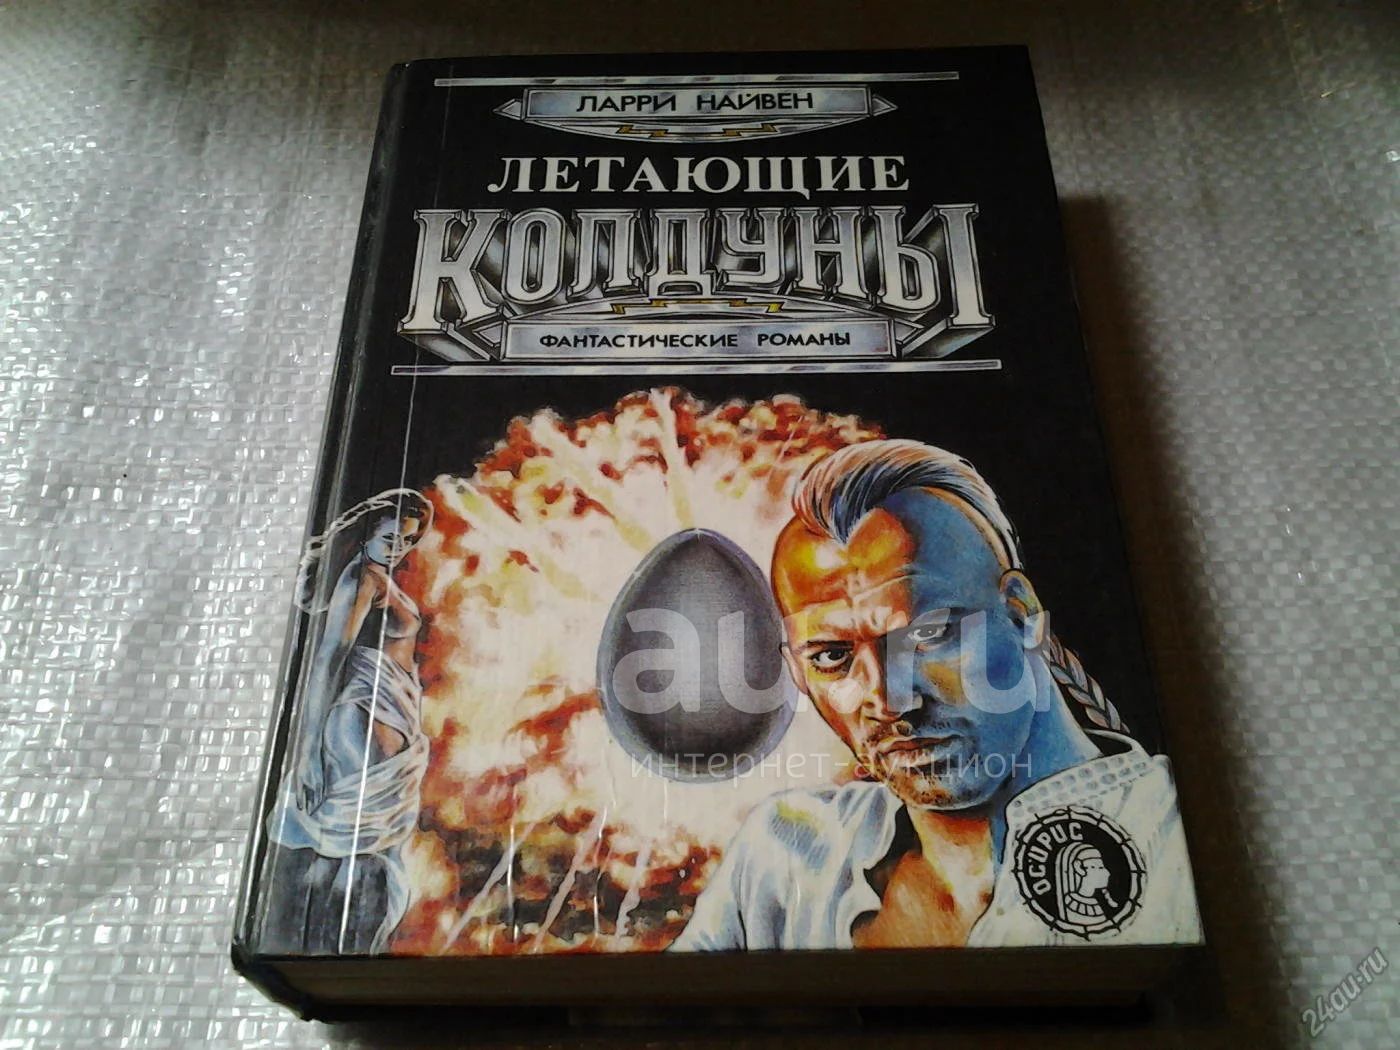 ЛАРРИ НАЙВЕН
ЛЕТАЮЩИЕ
КОЛДУНЫ
ФАНТАСТИЧЕСКИЕ РОМАНЫ
au.ru
интернет-аукцион
ОСИРИС
24au.ru